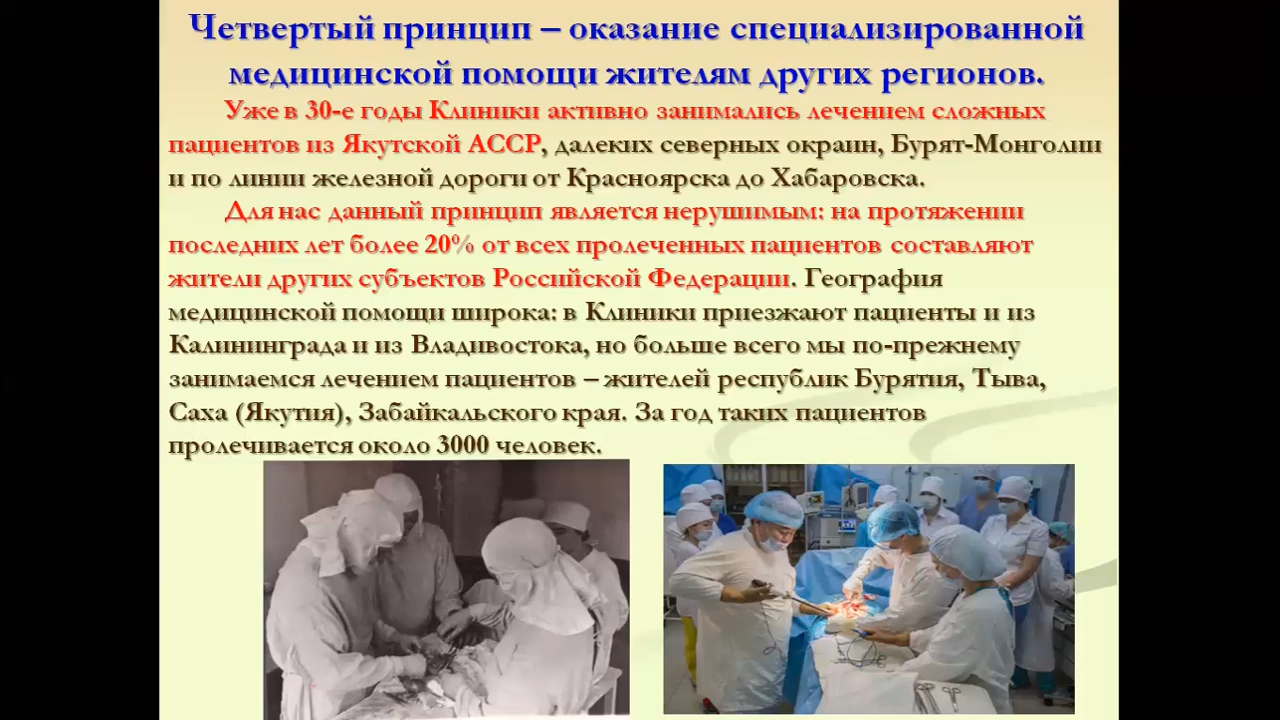 Четвертый принцип – оказание специализированной
медицинской помощи жителям других регионов.
Уже в 30-е годы Клиники активно занимались лечением сложных
пациентов из Якутской АССР, далеких северных окраин, Бурят-Монголии
и по линии железной дороги от Красноярска до Хабаровска.
Для нас данный принцип является нерушимым: на протяжении
последних лет более 20% от всех пролеченных пациентов составляют
жители других субъектов Российской Федерации. География
медицинской помощи широка: в Клиники приезжают пациенты и из
Калининграда и из Владивостока, но больше всего мы по-прежнему
занимаемся лечением пациентов – жителей республик Бурятия, Тыва,
Саха (Якутия), Забайкальского края. За год таких пациентов
пролечивается около 3000 человек.